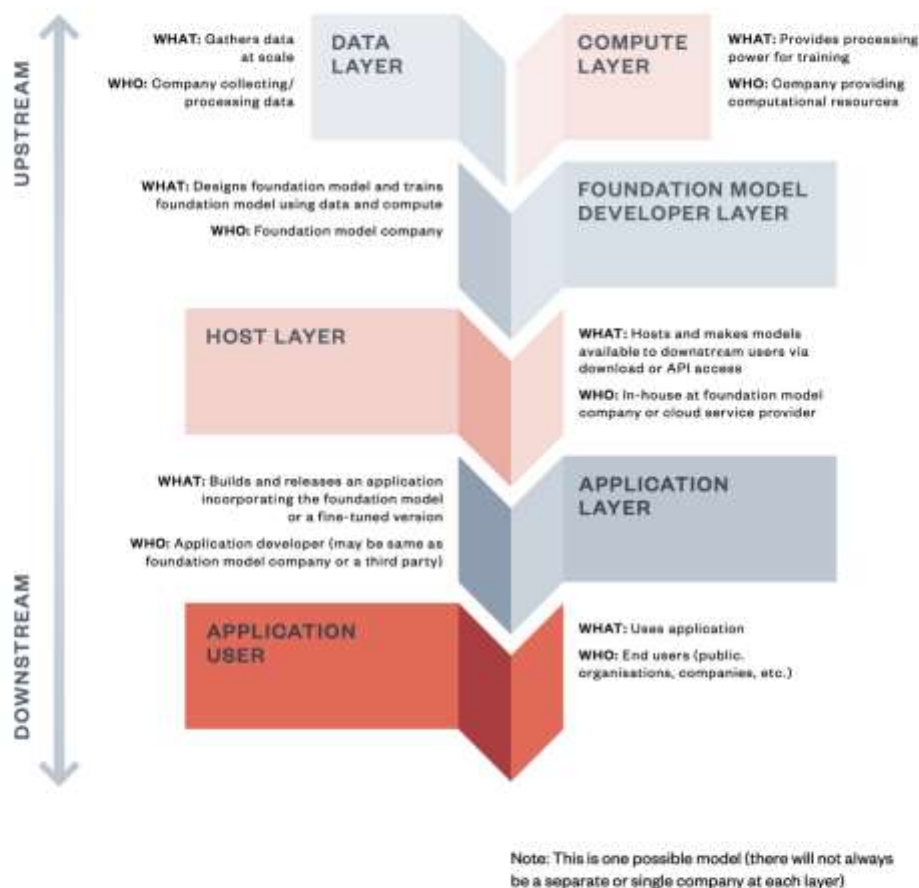 UPSTREAM
WHAT: Gathers data
at scale
WHO: Company collecting/
processing data
DATA
LAYER
COMPUTE
LAYER
WHAT: Provides processing
power for training
WHO: Company providing
computational resources
WHAT: Designs foundation model and trains
foundation model using data and compute
WHO: Foundation model company
FOUNDATION MODEL
DEVELOPER LAYER
HOST LAYER
WHAT: Hosts and makes models
available to downstream users via
download or API access
WHO: In-house at foundation model
company or cloud service provider
WHAT: Builds and releases an application
incorporating the foundation model
or a fine-tuned version
WHO: Application developer (may be same as
foundation model company or a third party)
APPLICATION
LAYER
DOWNSTREAM
APPLICATION
USER
WHAT: Uses application
WHO: End users (public.
organisations, companies, etc.)
Note: This is one possible model (there will not always
be a separate or single company at each layer)